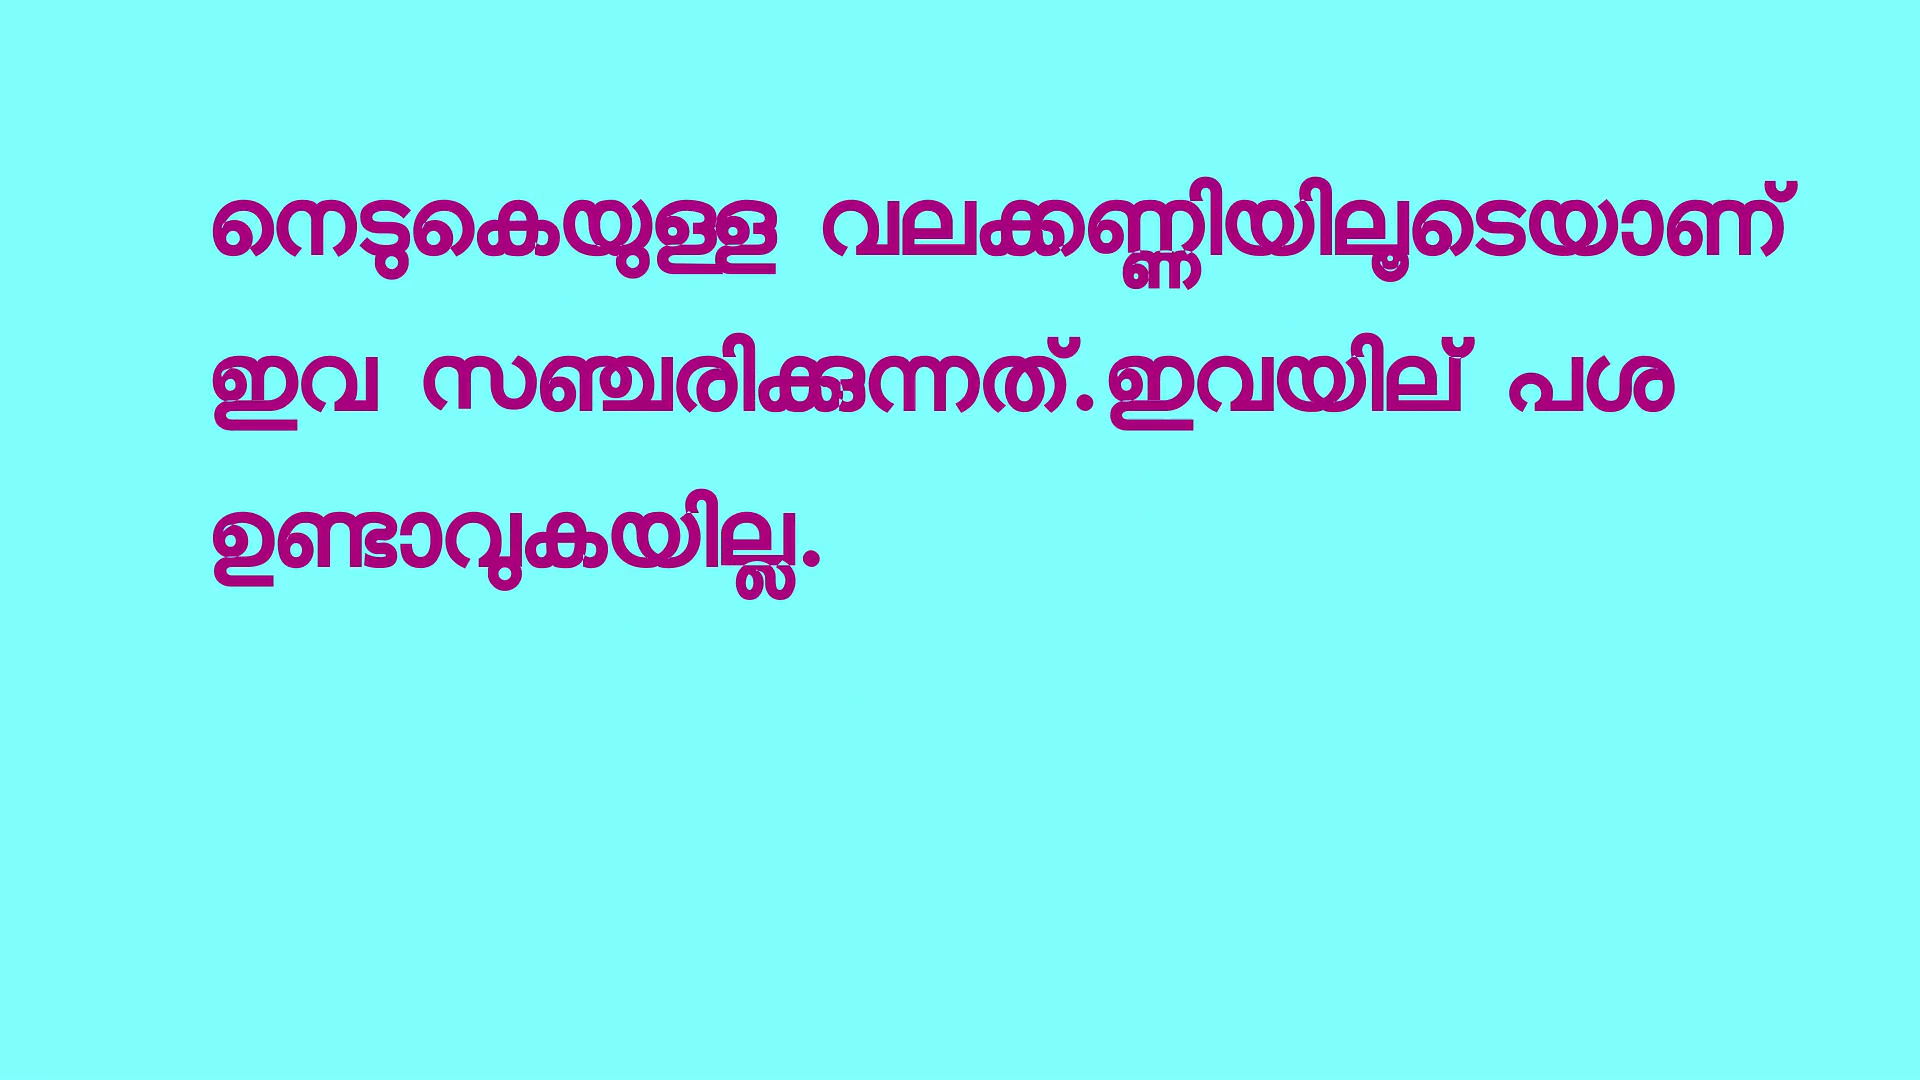 നെടുകെയുള്ള വലക്കണ്ണിയിലൂടെയാണ്
ഇവ സഞ്ചരിക്കുന്നത്.ഇവയില് പശ
ഉണ്ടാവുകയില്ല.